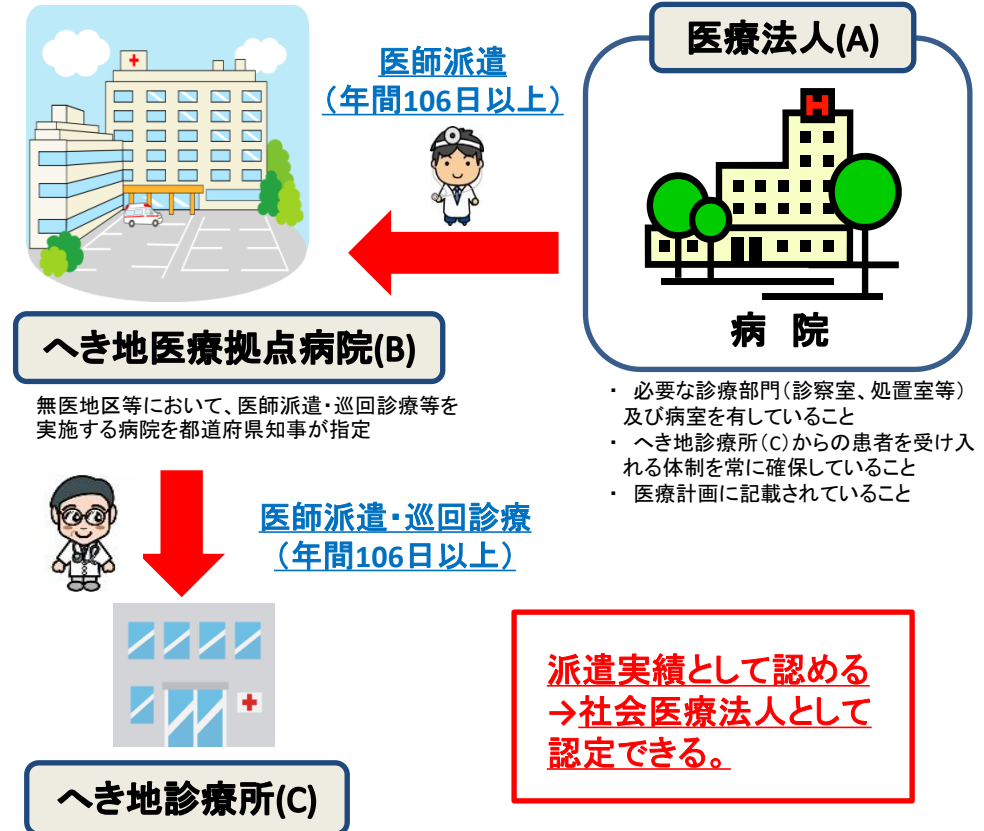 医師派遣
（年間106日以上）
医療法人(A)
H
病 院
へき地医療拠点病院(B)
無医地区等において、医師派遣・巡回診療等を
実施する病院を都道府県知事が指定
・ 必要な診療部門（診察室、処置室等）
及び病室を有していること
・ へき地診療所（C）からの患者を受け入
れる体制を常に確保していること
・ 医療計画に記載されていること
医師派遣・巡回診療
（年間106日以上）
派遣実績として認める
→社会医療法人として
認定できる。
へき地診療所(C)